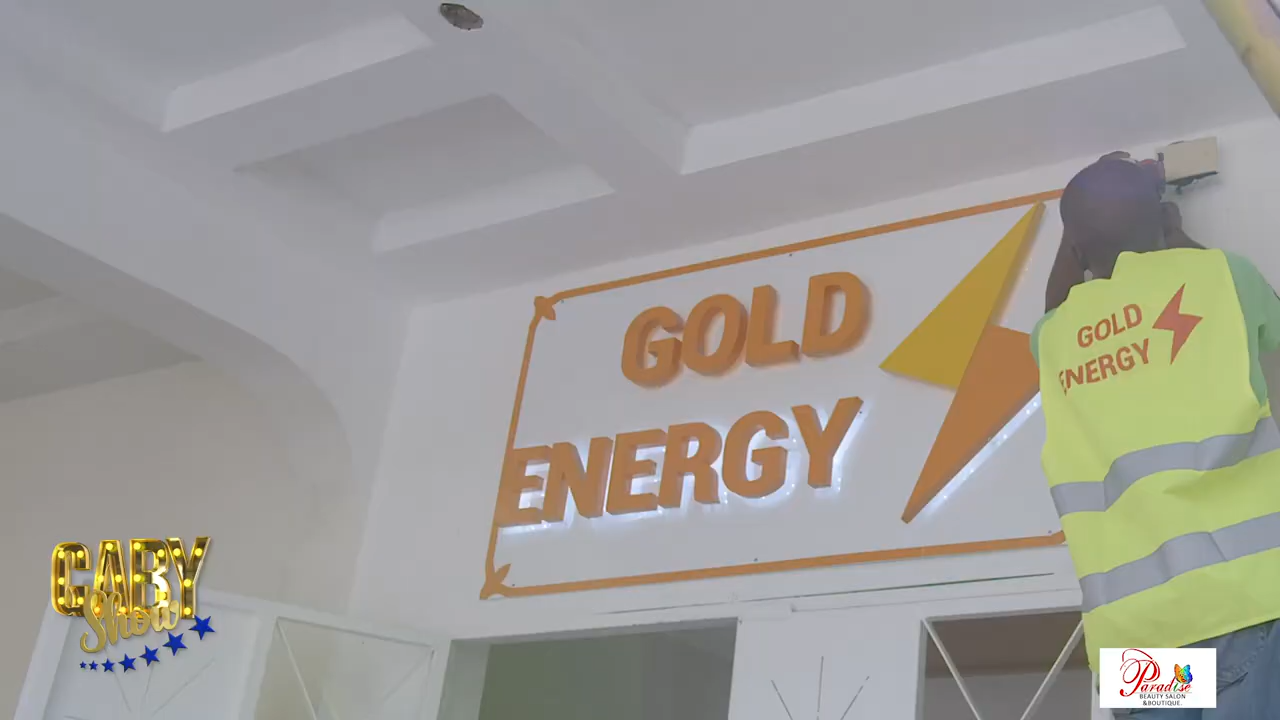 GOLD
ENERGY
GOLD
ENERGY
GABY
Show
Paradise
BEAUTY SALON
&BOUTIQUE.